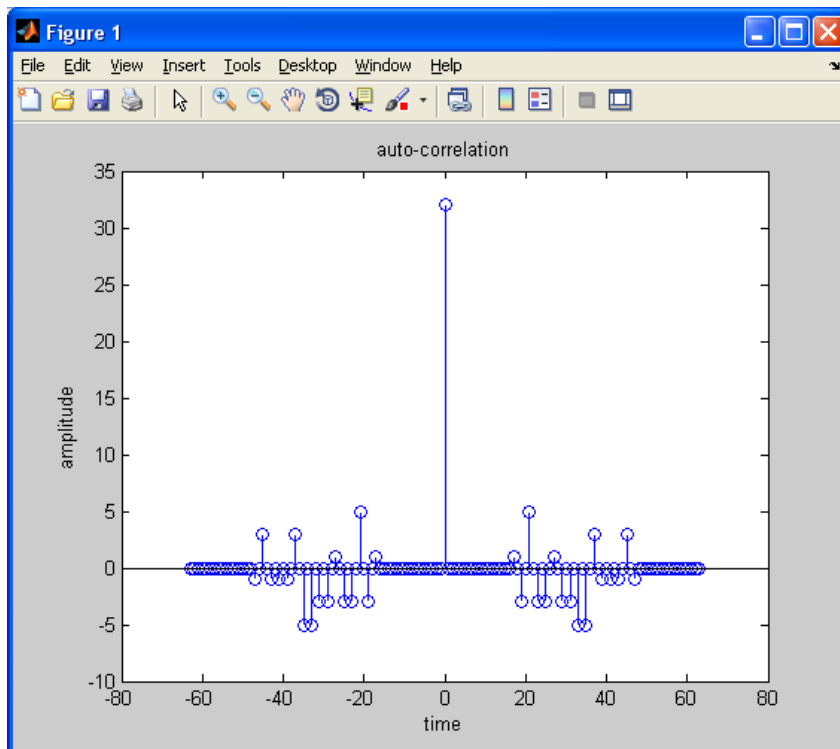 Figure 1
File Edit View Insert Tools Desktop Window Help
auto-correlation
35
30
25
20
15
10
5
0
-5
-10
amplitude
-80 -60 -40 -20 0 20 40 60 80
time